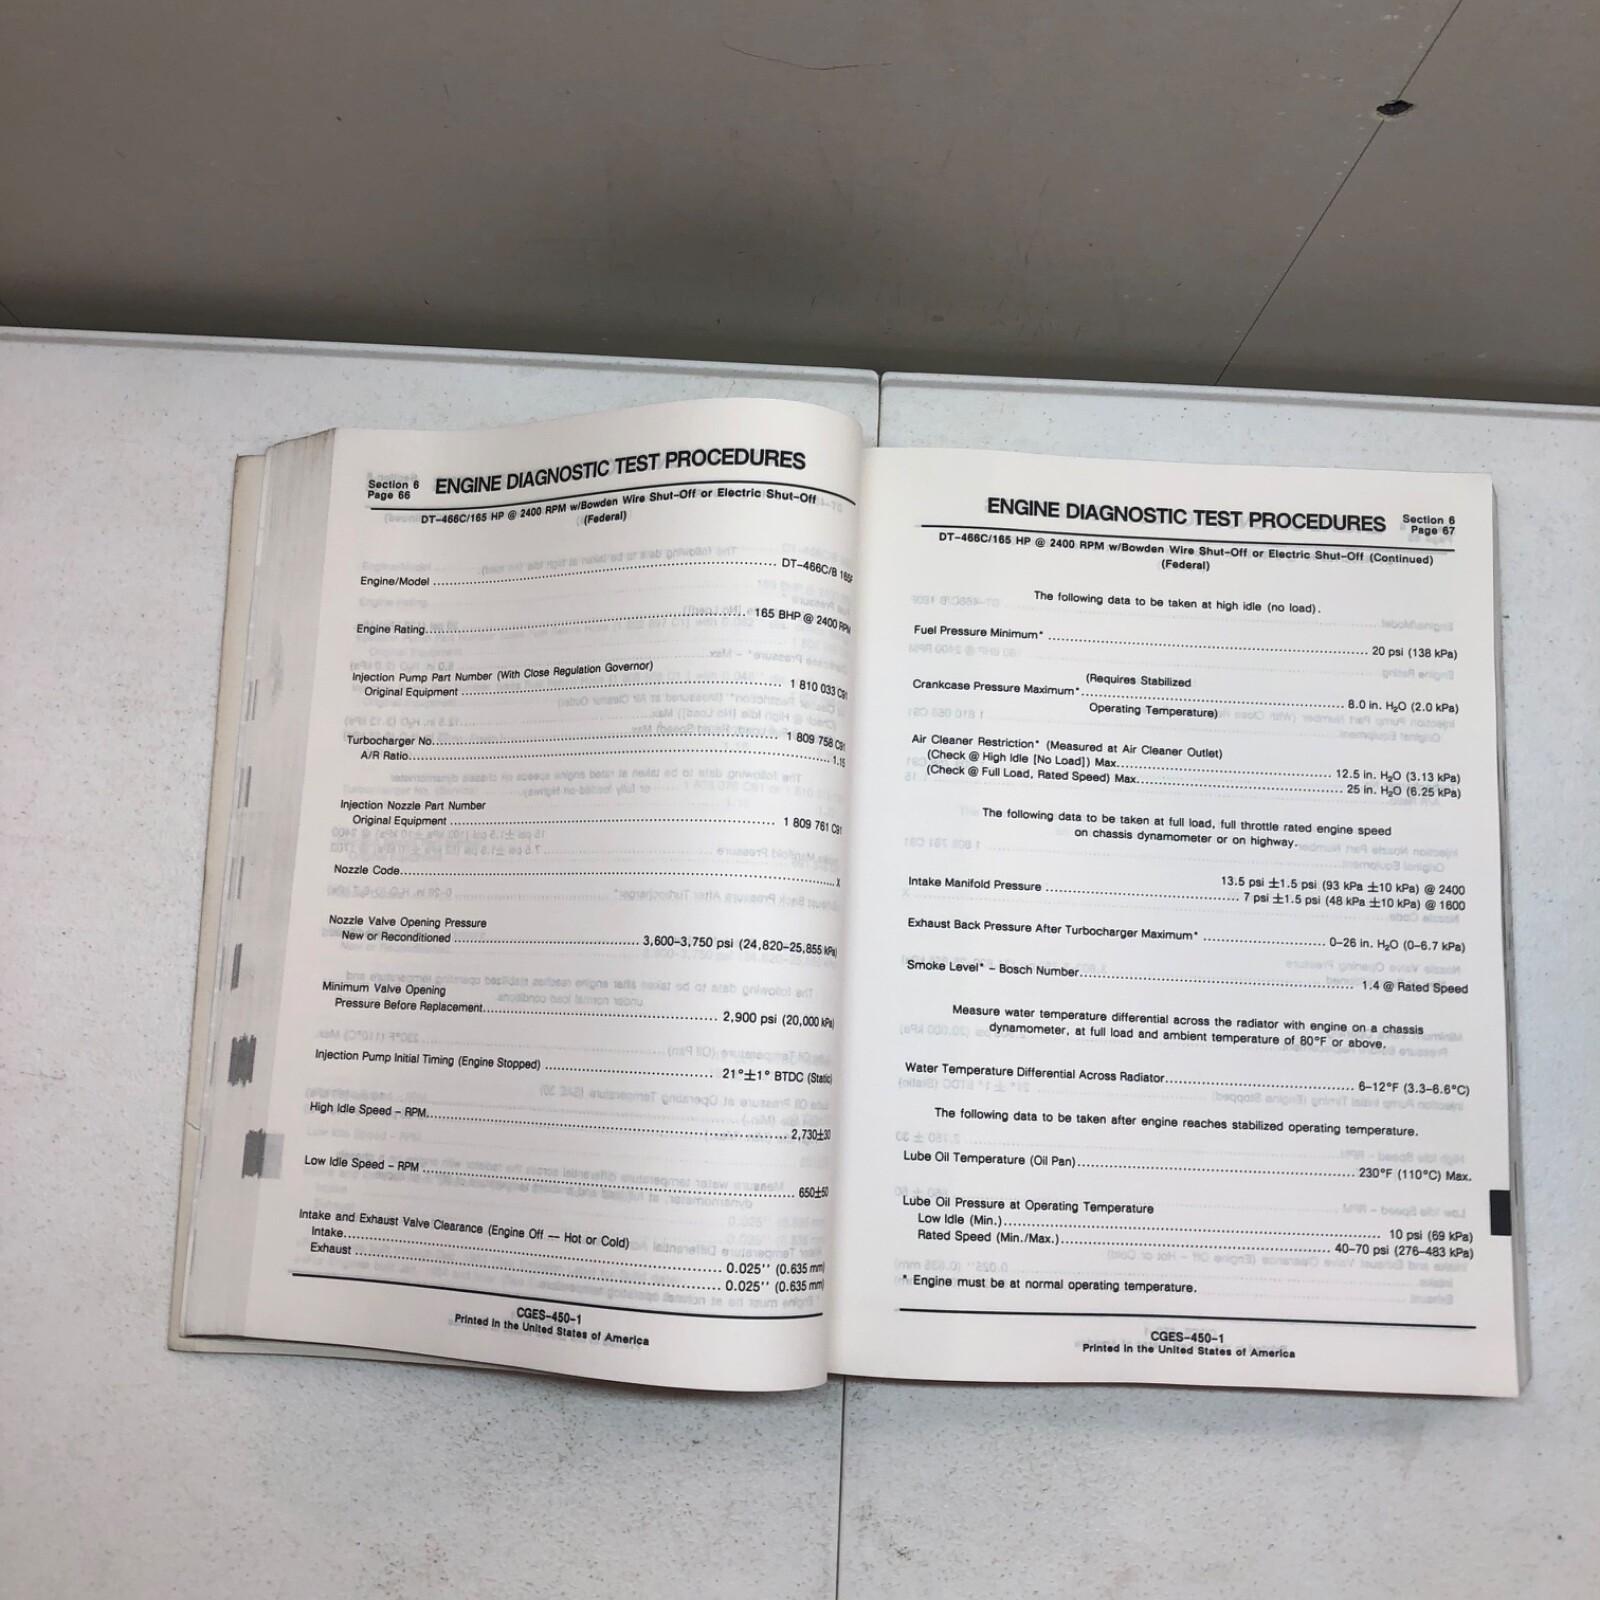 Section 6
Page 66
ENGINE DIAGNOSTIC TEST PROCEDURES
DT-466C/165 HP @ 2400 RPM w/Bowden Wire Shut-Off or Electric Shut-Off
(Federal)
Engine/Model ........ DT-466C/B 165F
Engine Rating........ 165 BHP @ 2400 RPM
Injection Pump Part Number (With Close Regulation Governor)
Original Equipment ........ 1 810 033 C91
Turbocharger No........ 1 809 758 C91
A/R Ratio........ 1.15
Injection Nozzle Part Number
Original Equipment ........ 1 809 761 C91
Nozzle Code........ X
Nozzle Valve Opening Pressure
New or Reconditioned ........ 3,600-3,750 psi (24,820-25,855 kPa)
Minimum Valve Opening
Pressure Before Replacement........ 2,900 psi (20,000 kPa)
Injection Pump Initial Timing (Engine Stopped) ........ 21°±1° BTDC (Static)
High Idle Speed - RPM........ 2,730±30
Low Idle Speed - RPM ........ 650±50
Intake and Exhaust Valve Clearance (Engine Off — Hot or Cold)
Intake........ 0.025'' (0.635 mm)
Exhaust ........ 0.025'' (0.635 mm)
CGES-450-1
Printed in the United States of America
ENGINE DIAGNOSTIC TEST PROCEDURES
Section 6
Page 67
DT-466C/165 HP @ 2400 RPM w/Bowden Wire Shut-Off or Electric Shut-Off (Continued)
(Federal)
The following data to be taken at high idle (no load).
Fuel Pressure Minimum* ........ 20 psi (138 kPa)
(Requires Stabilized
Crankcase Pressure Maximum*........ 8.0 in. H₂O (2.0 kPa)
Operating Temperature)
Air Cleaner Restriction* (Measured at Air Cleaner Outlet)
(Check @ High Idle [No Load]) Max........ 12.5 in. H₂O (3.13 kPa)
(Check @ Full Load, Rated Speed) Max........ 25 in. H₂O (6.25 kPa)
The following data to be taken at full load, full throttle rated engine speed
on chassis dynamometer or on highway.
Intake Manifold Pressure ........ 13.5 psi ±1.5 psi (93 kPa ±10 kPa) @ 2400
7 psi ±1.5 psi (48 kPa ±10 kPa) @ 1600
Exhaust Back Pressure After Turbocharger Maximum* ........ 0-26 in. H₂O (0-6.7 kPa)
Smoke Level* - Bosch Number........ 1.4 @ Rated Speed
Measure water temperature differential across the radiator with engine on a chassis
dynamometer, at full load and ambient temperature of 80°F or above.
Water Temperature Differential Across Radiator........ 6-12°F (3.3-6.6°C)
The following data to be taken after engine reaches stabilized operating temperature.
Lube Oil Temperature (Oil Pan)........ 230°F (110°C) Max.
Lube Oil Pressure at Operating Temperature
Low Idle (Min.)........ 10 psi (69 kPa)
Rated Speed (Min./Max.)........ 40-70 psi (276-483 kPa)
* Engine must be at normal operating temperature.
CGES-450-1
Printed in the United States of America